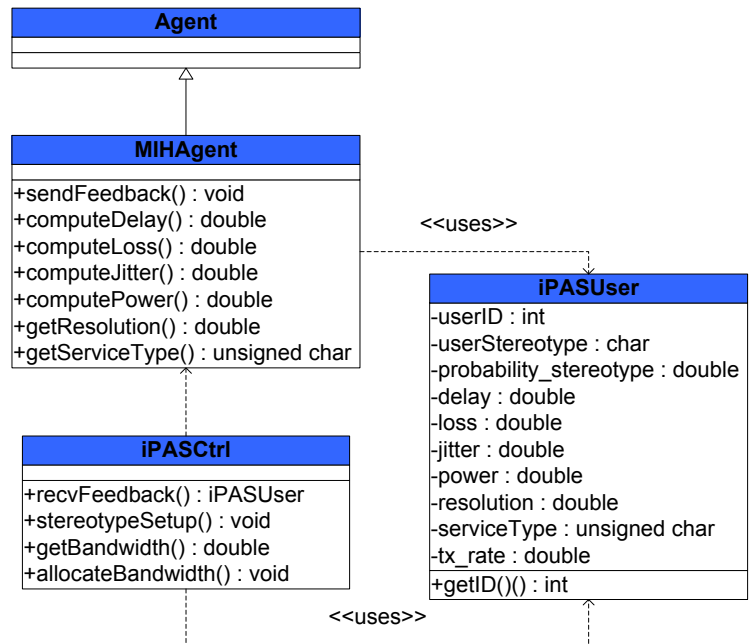 Agent
MIHAgent
+sendFeedback() : void
+computeDelay() : double
+computeLoss() : double
+computeJitter() : double
+computePower() : double
+getResolution() : double
+getServiceType() : unsigned char
<<uses>>
iPASUser
-userID : int
-userStereotype : char
-probability_stereotype : double
-delay : double
-loss : double
-jitter : double
-power : double
-resolution : double
-serviceType : unsigned char
-tx_rate : double
+getID()() : int
iPASCtrl
+recvFeedback() : iPASUser
+stereotypeSetup() : void
+getBandwidth() : double
+allocateBandwidth() : void
<<uses>>